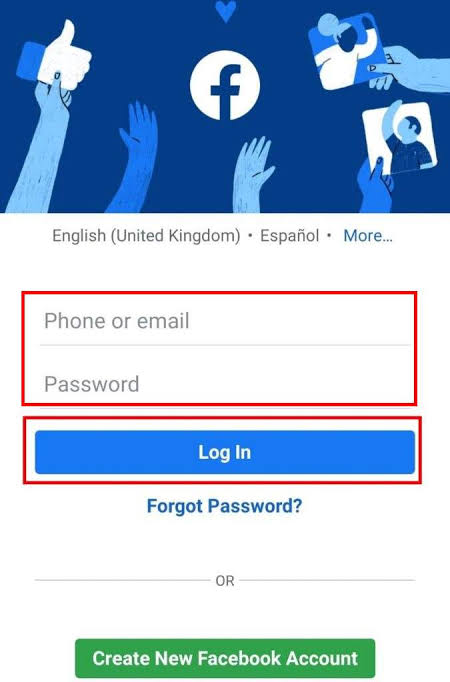 English (United Kingdom) • Español • More...
Phone or email
Password
Log In
Forgot Password?
OR
Create New Facebook Account